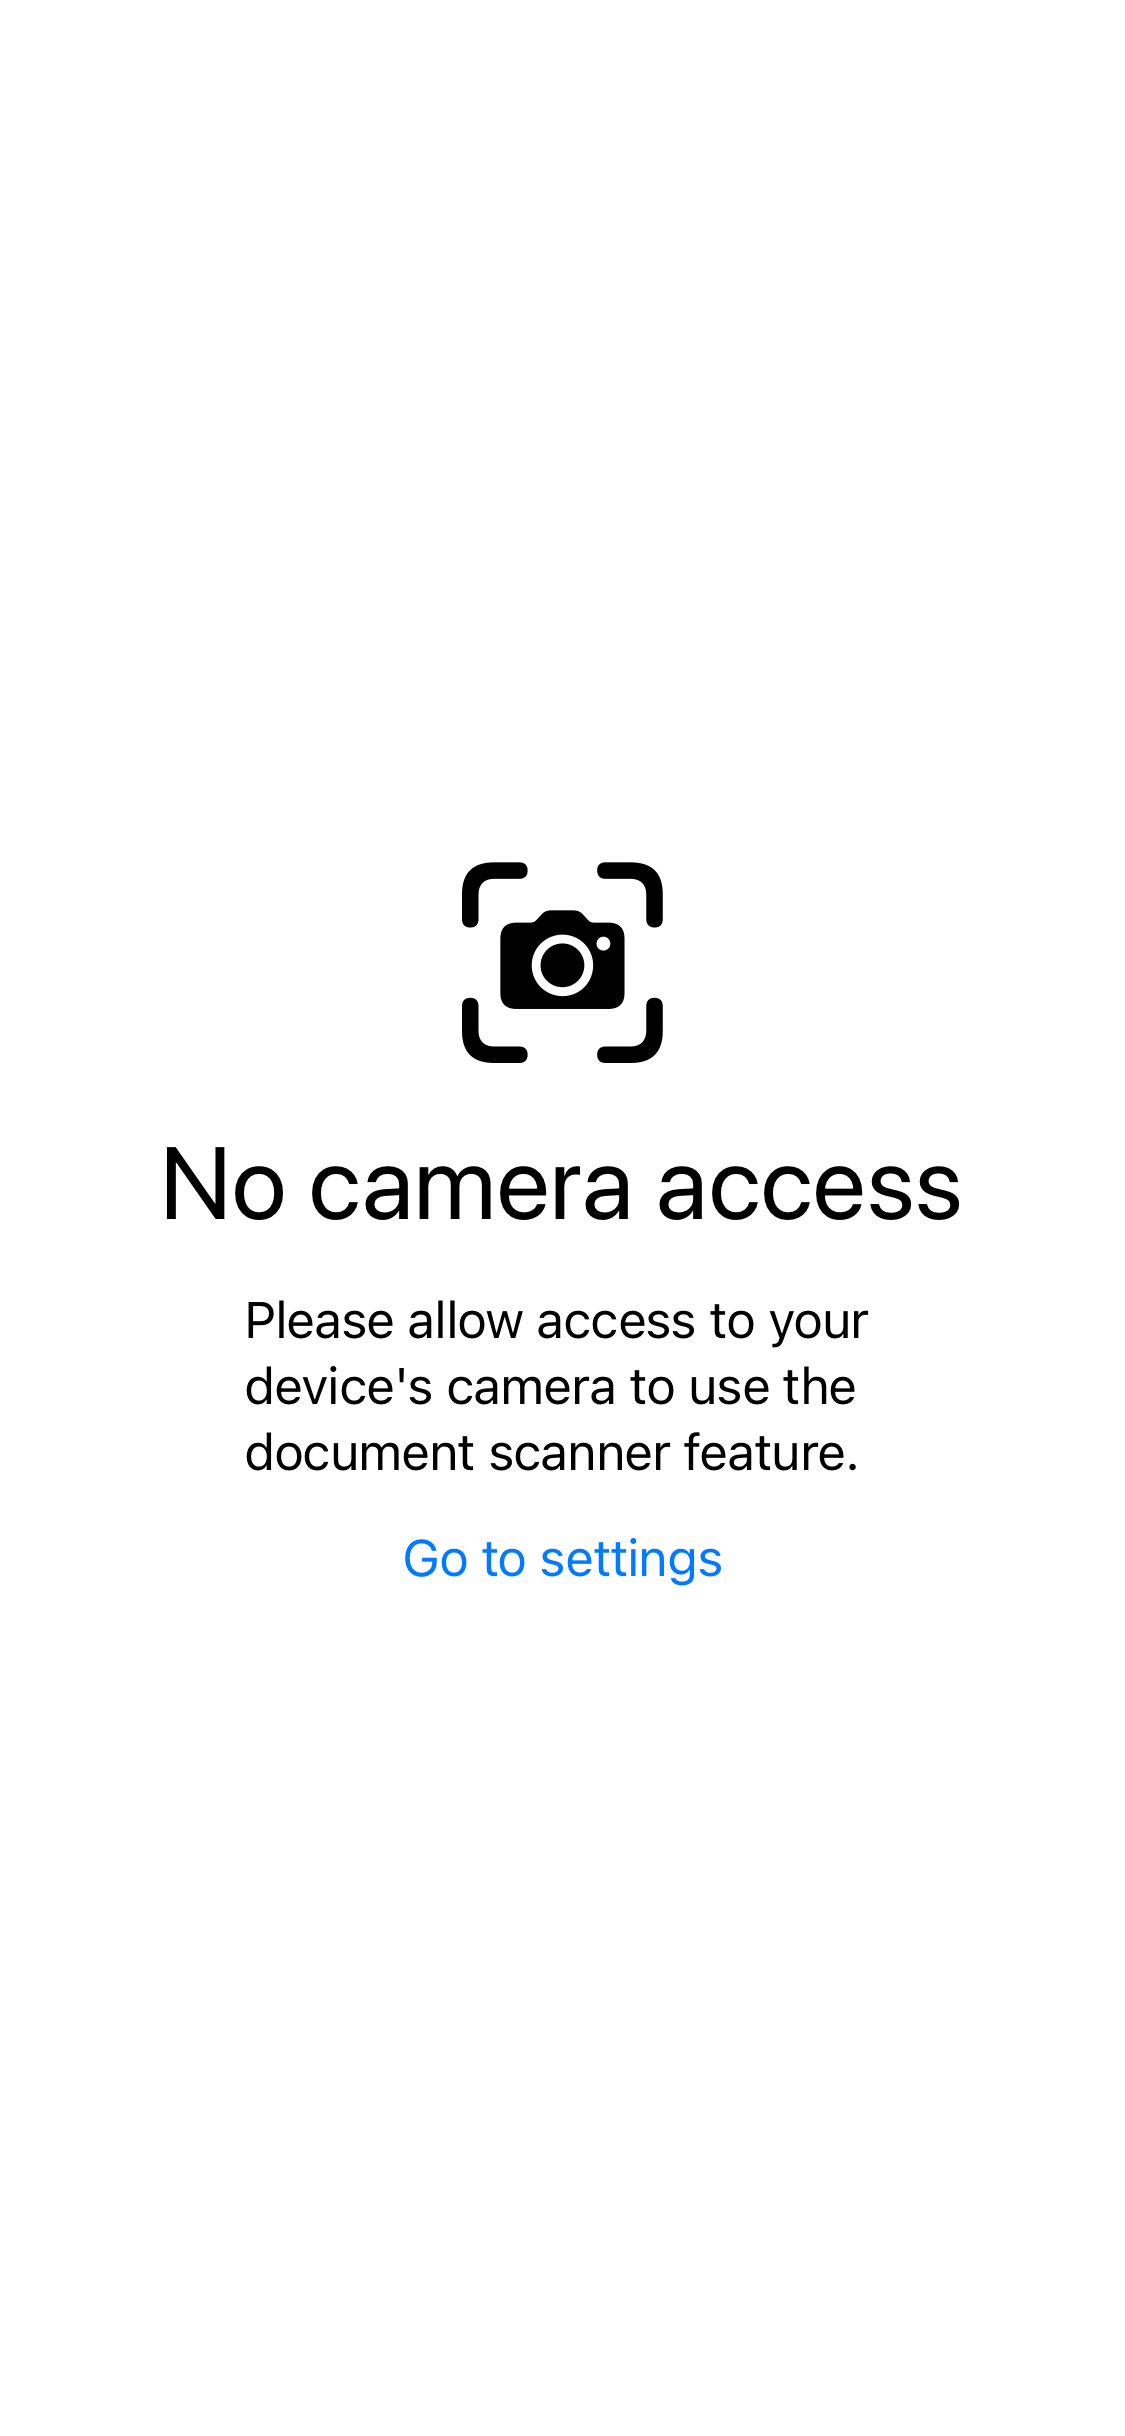 No camera access
Please allow access to your
device's camera to use the
document scanner feature.
Go to settings